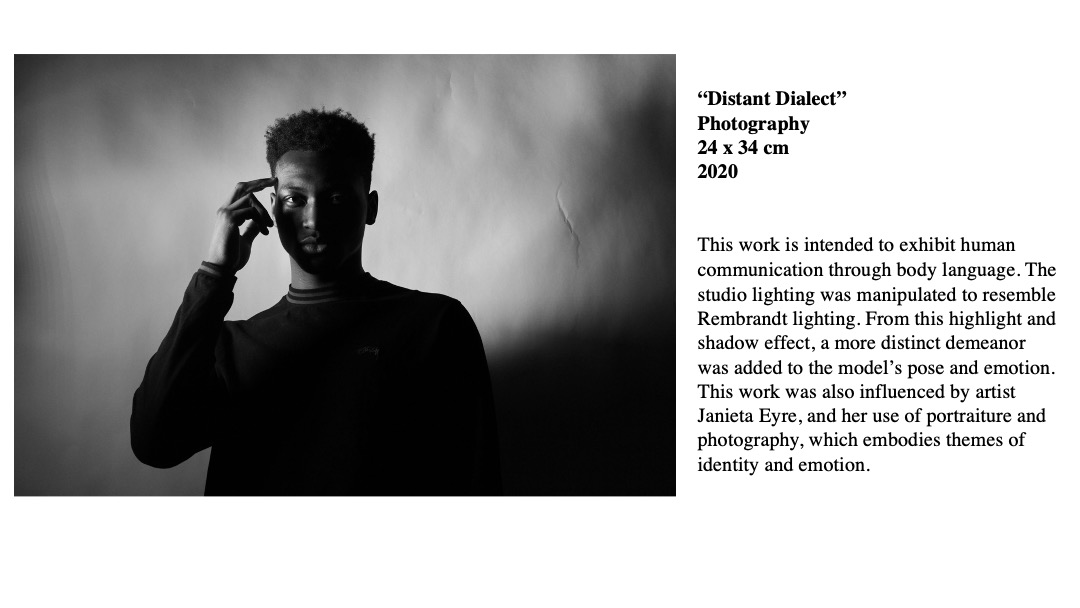 “Distant Dialect”
Photography
24 x 34 cm
2020
This work is intended to exhibit human
communication through body language. The
studio lighting was manipulated to resemble
Rembrandt lighting. From this highlight and
shadow effect, a more distinct demeanor
was added to the model’s pose and emotion.
This work was also influenced by artist
Janieta Eyre, and her use of portraiture and
photography, which embodies themes of
identity and emotion.